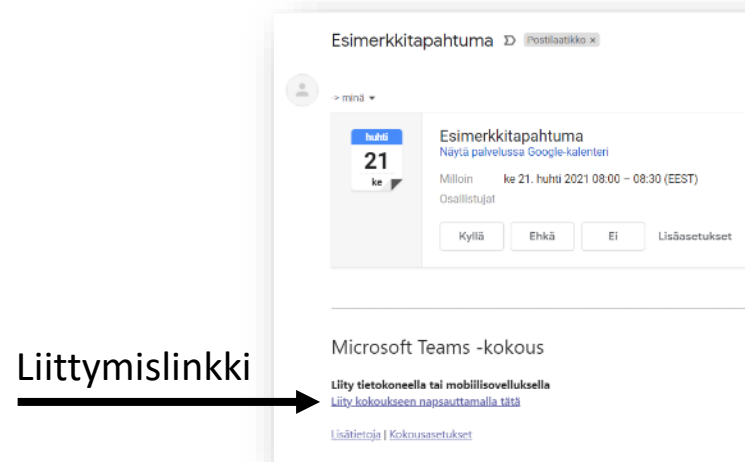 Esimerkkitapahtuma Postilaatikko ×
-> minä
huhti
21
ke
Esimerkkitapahtuma
Näytä palvelussa Google-kalenteri
Milloin ke 21. huhti 2021 08:00 – 08:30 (EEST)
Osallistujat
Kyllä Ehkä Ei Lisäasetukset
Microsoft Teams -kokous
Liittymislinkki
Liity tietokoneella tai mobiilisovelluksella
Liity kokoukseen napsauttamalla tätä
Lisätietoja | Kokousasetukset